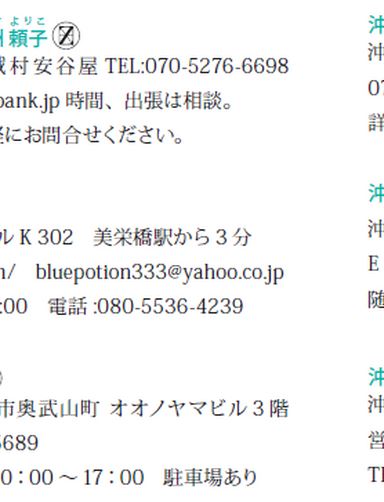 頼子 Ⓩ
よりこ
村安谷屋 TEL:070-5276-6698
bank.jp 時間、出張は相談。
にお問合せください。
ル K 302 美栄橋駅から 3 分
m/ bluepotion333@yahoo.co.jp
:00 電話 :080-5536-4239
市奥武山町 オオノヤマビル 3 階
5689
0：00 ～ 17：00 駐車場あり
沖
沖
07
詳
沖
沖
E
随
沖
沖
営
TE